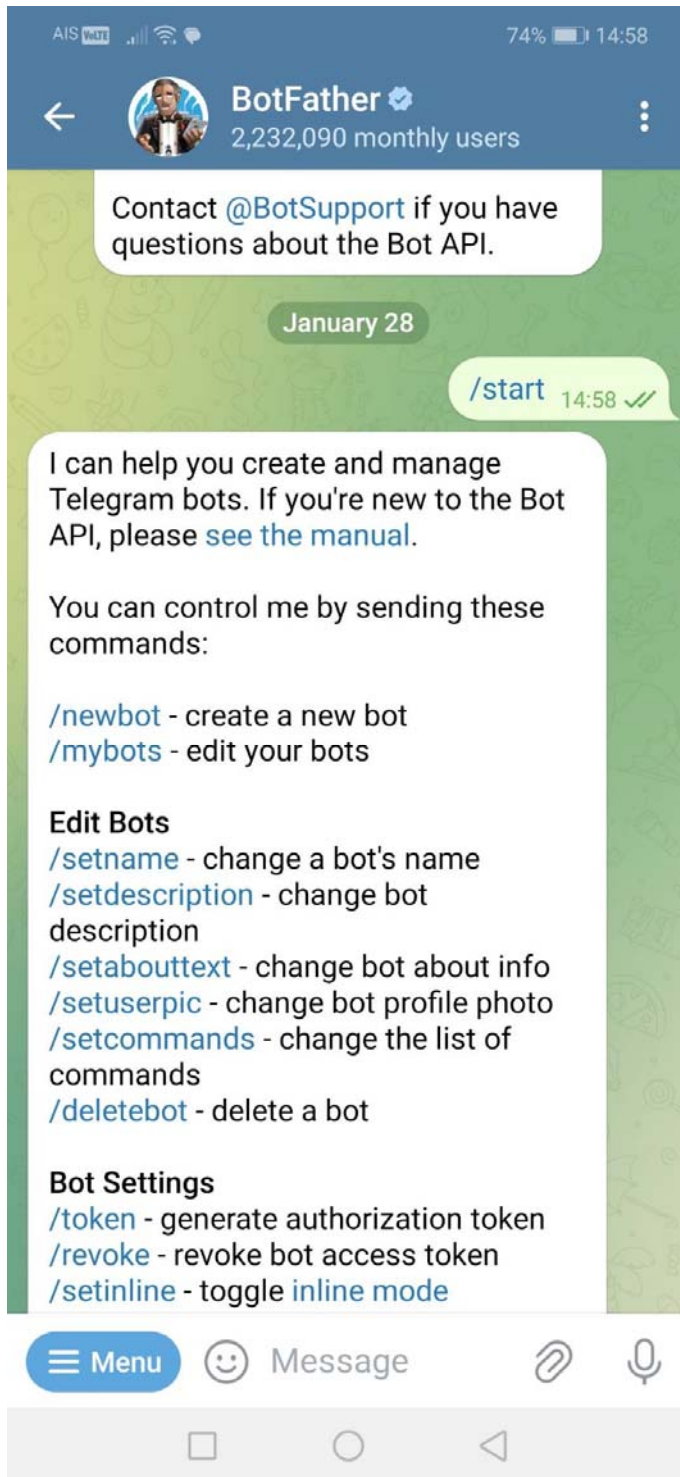 AIS VoLTE 74% 14:58
BotFather
2,232,090 monthly users
Contact @BotSupport if you have
questions about the Bot API.
January 28
/start 14:58
I can help you create and manage
Telegram bots. If you're new to the Bot
API, please see the manual.
You can control me by sending these
commands:
/newbot - create a new bot
/mybots - edit your bots
Edit Bots
/setname - change a bot's name
/setdescription - change bot
description
/setabouttext - change bot about info
/setuserpic - change bot profile photo
/setcommands - change the list of
commands
/deletebot - delete a bot
Bot Settings
/token - generate authorization token
/revoke - revoke bot access token
/setinline - toggle inline mode
Menu Message